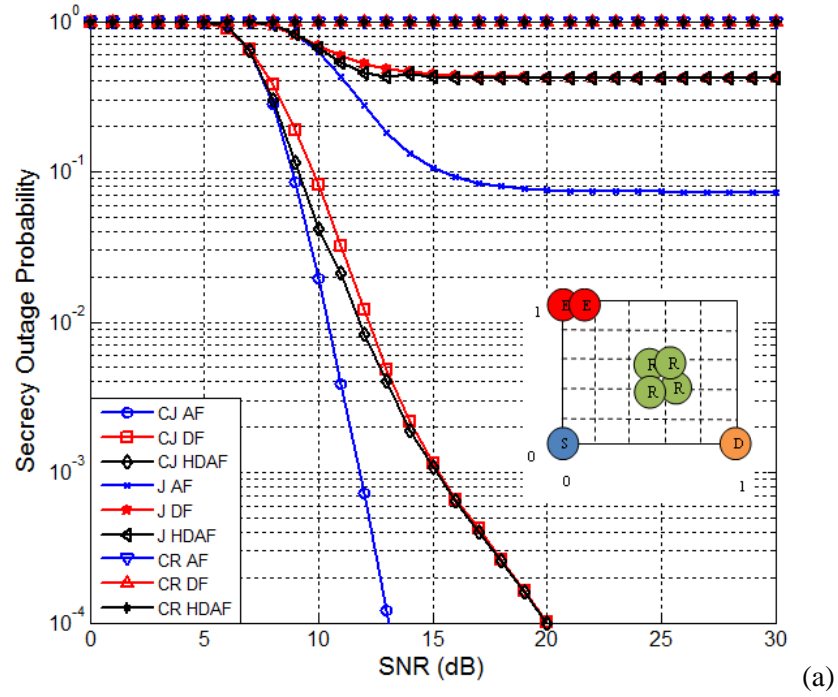 10^0
10^-1
10^-2
10^-3
10^-4
Secrecy Outage Probability
0 5 10 15 20 25 30
SNR (dB)
CJ AF
CJ DF
CJ HDAF
J AF
J DF
J HDAF
CR AF
CR DF
CR HDAF
1 E E
R R
R R
S D
0
0 1
(a)